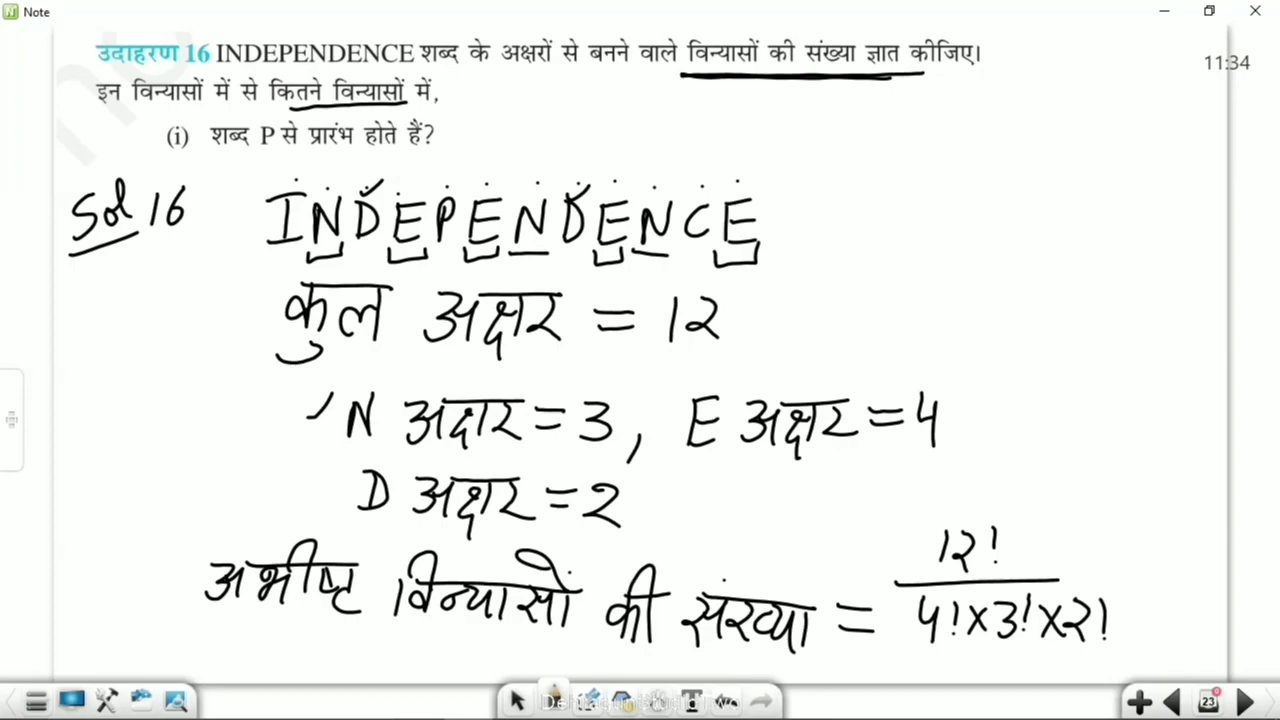 Note
उदाहरण 16 INDEPENDENCE शब्द के अक्षरों से बनने वाले विन्यासों की संख्या ज्ञात कीजिए।
11:34
इन विन्यासों में से कितने विन्यासों में,
(i) शब्द P से प्रारंभ होते हैं?
Sol 16 INDEPENDENCE
कुल अक्षर = 12
N अक्षर = 3, E अक्षर = 4
D अक्षर = 2
अभीष्ट विन्यासों की संख्या = 12! / 4!×3!×2!
23